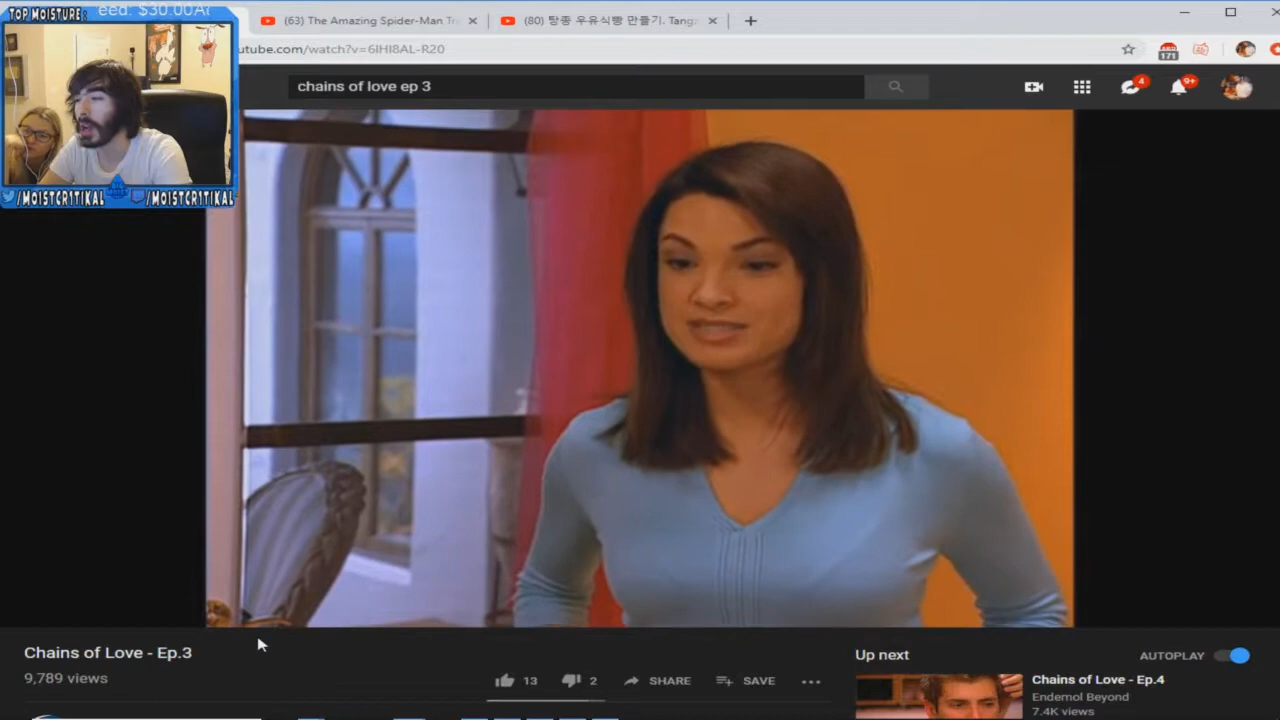 TOP MOISTURE:
eed: $30.00
(63) The Amazing Spider-Man Tr
(80) 탕종 우유식빵 만들기. Tang
utube.com/watch?v=6IHI8AL-R20
171
chains of love ep 3
4
9+
/MOISTCR1TIKAL
/MOISTCR1TIKAL
Chains of Love - Ep.3
9,789 views
13
2
SHARE
SAVE
Up next
AUTOPLAY
Chains of Love - Ep.4
Endemol Beyond
7.4K views